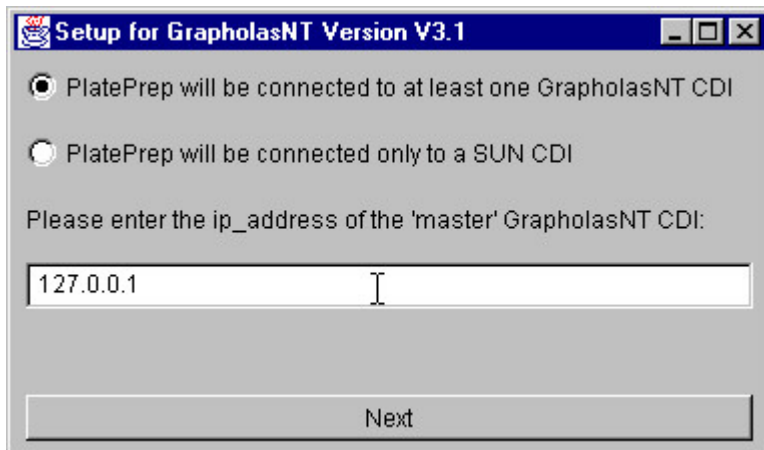 Setup for GrapholasNT Version V3.1
PlatePrep will be connected to at least one GrapholasNT CDI
PlatePrep will be connected only to a SUN CDI
Please enter the ip_address of the 'master' GrapholasNT CDI:
127.0.0.1
Next